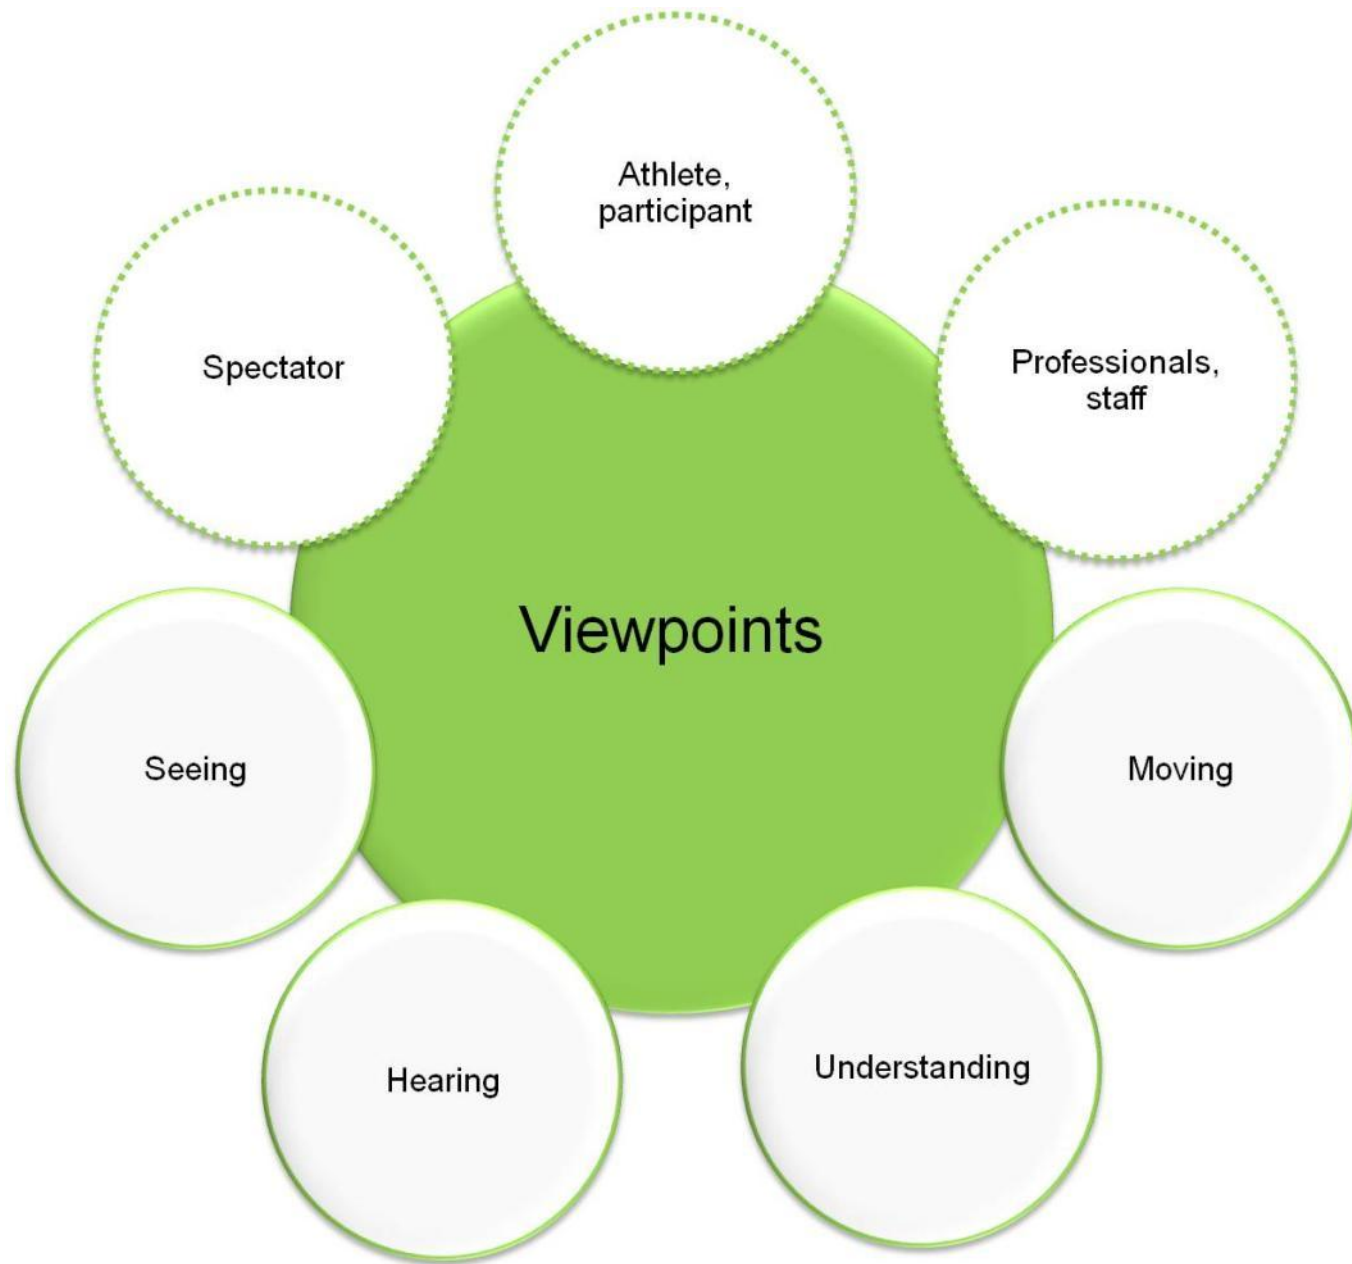 Athlete,
participant
Spectator
Professionals,
staff
Viewpoints
Seeing
Moving
Hearing
Understanding